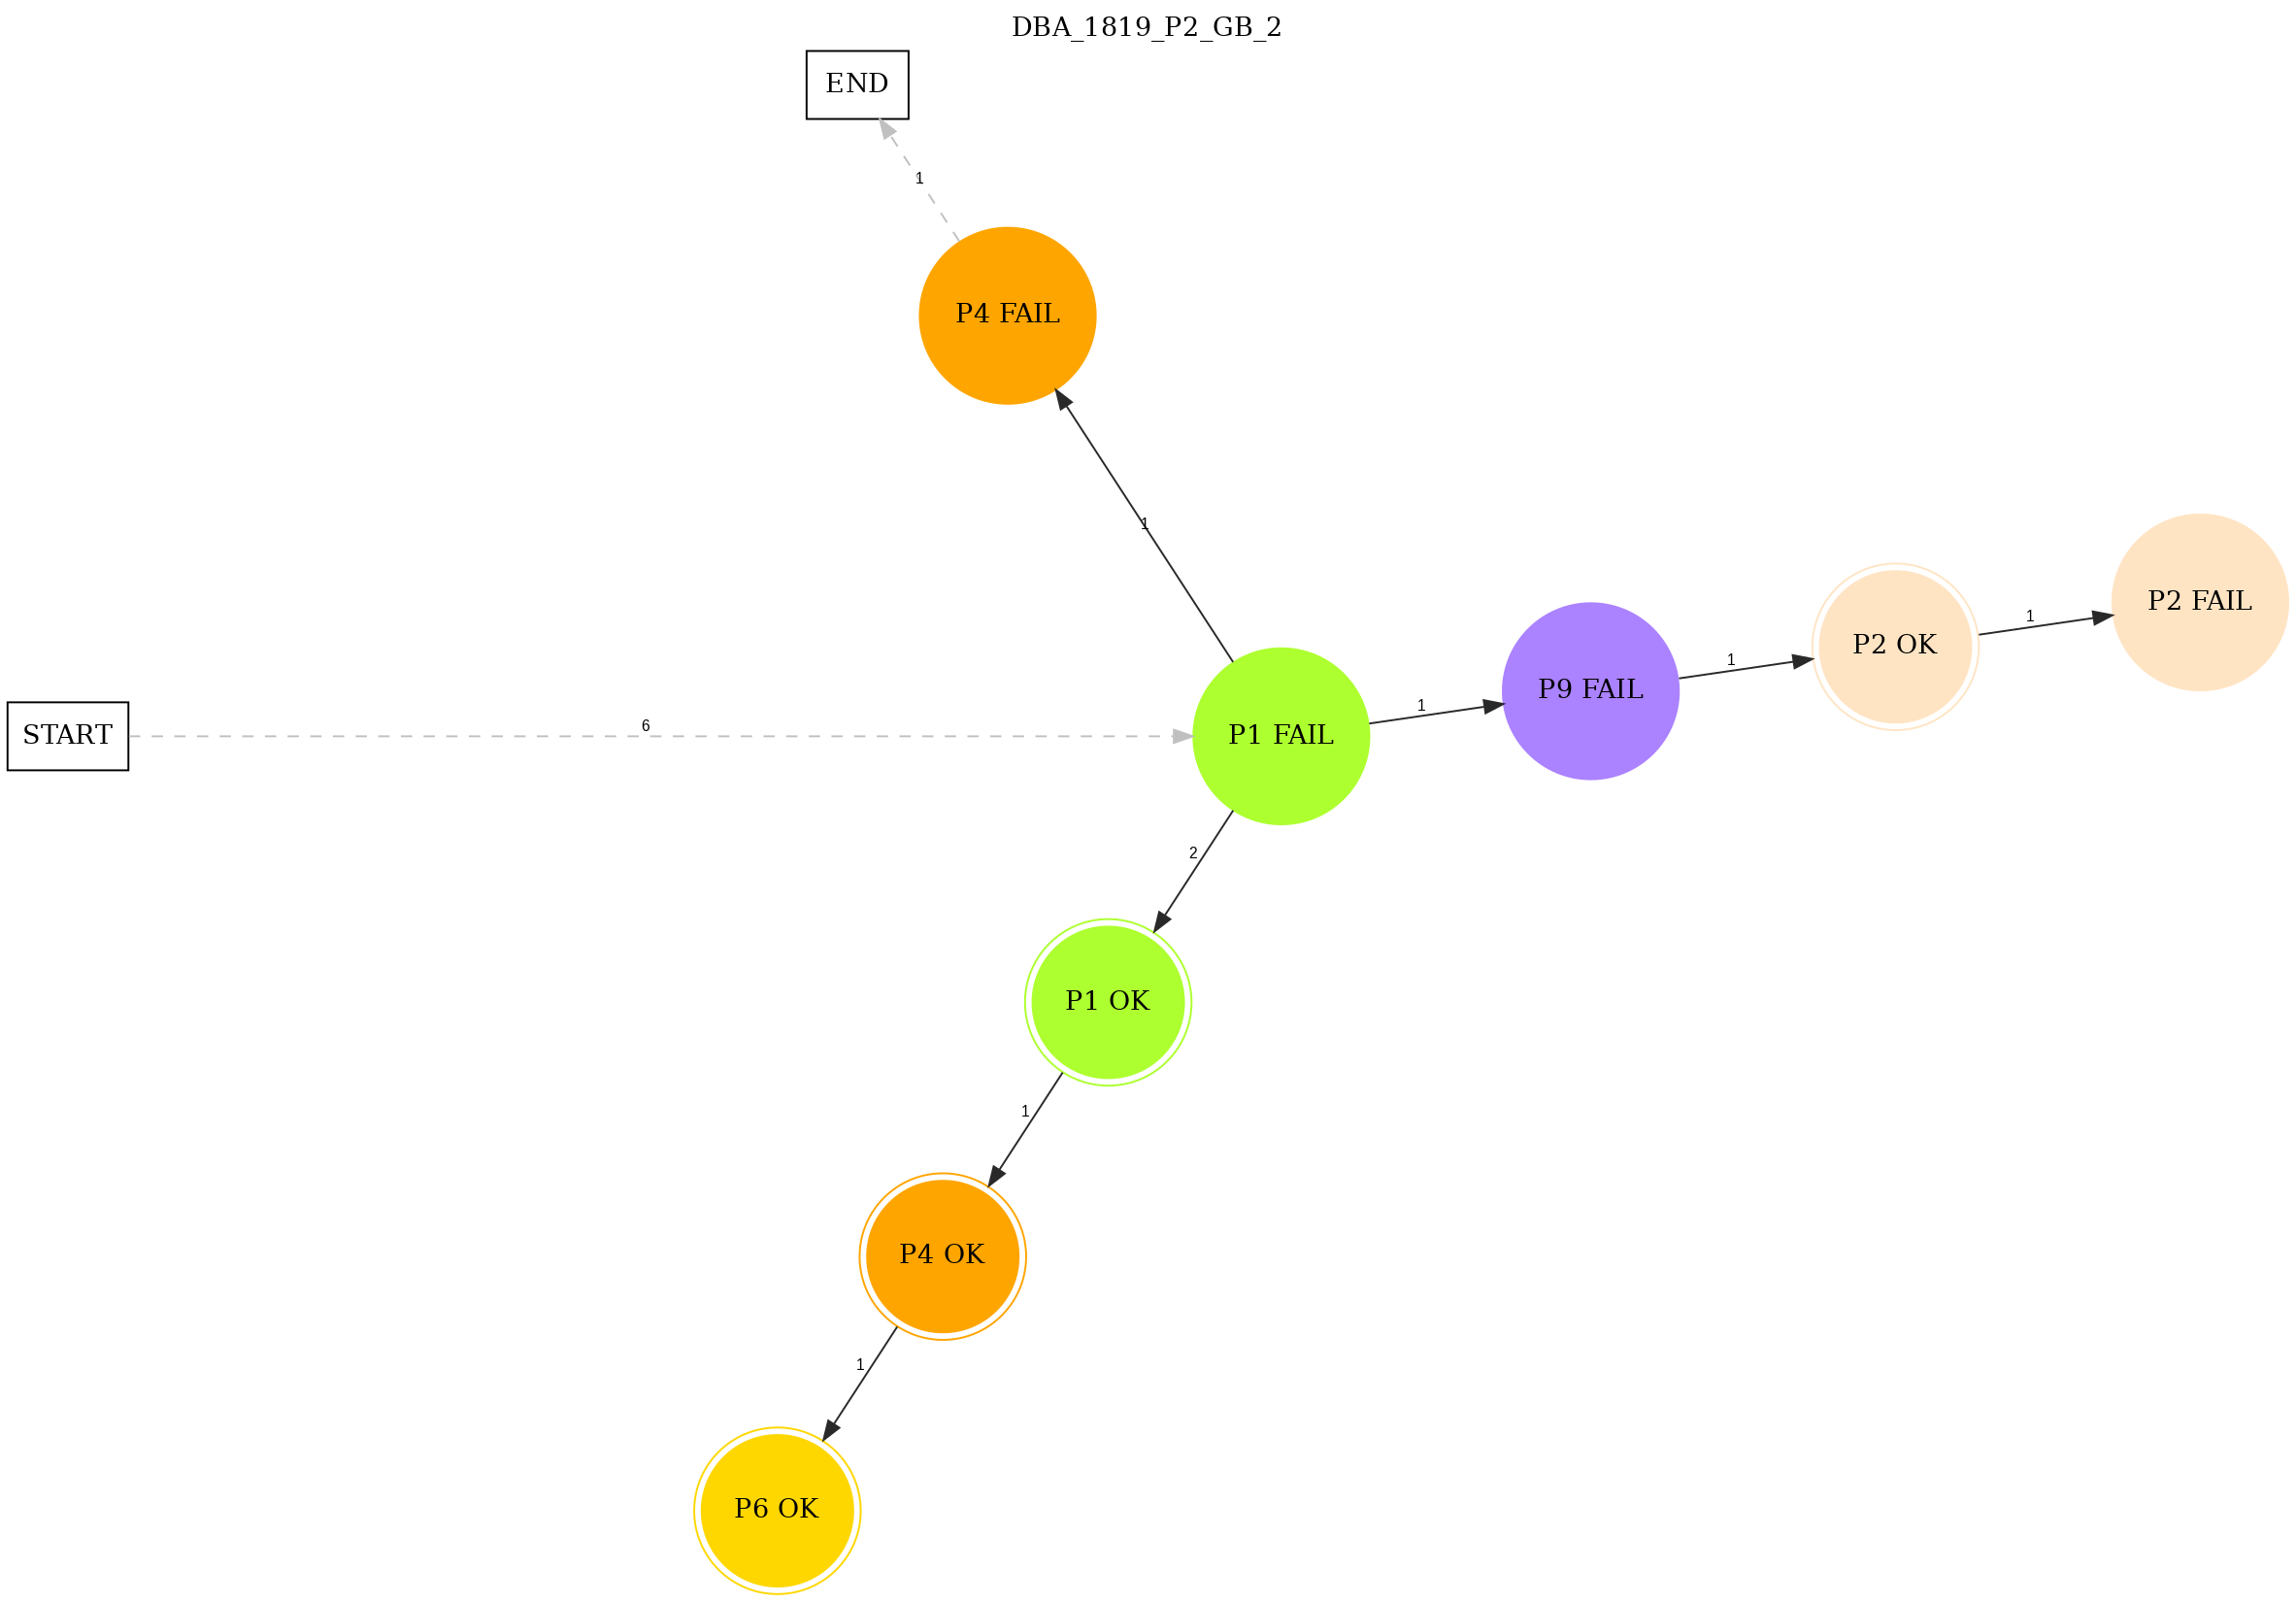 DBA_1819_P2_GB_2
END
1
P4 FAIL
1
P2 FAIL
1
P2 OK
1
P9 FAIL
1
START
6
P1 FAIL
2
P1 OK
1
P4 OK
1
P6 OK